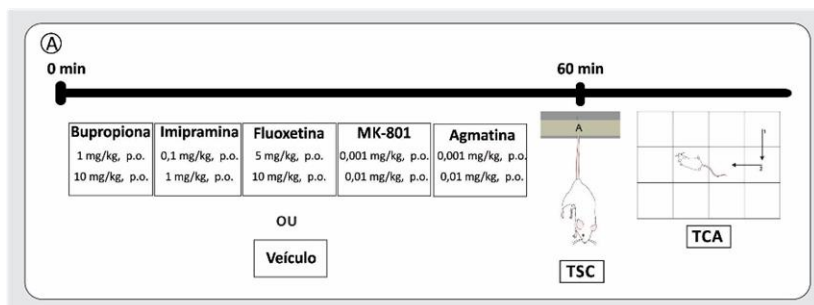 A
0 min
60 min
Bupropiona
1 mg/kg, p.o.
10 mg/kg, p.o.
Imipramina
0,1 mg/kg, p.o.
1 mg/kg, p.o.
Fluoxetina
5 mg/kg, p.o.
10 mg/kg, p.o.
MK-801
0,001 mg/kg, p.o.
0,01 mg/kg, p.o.
Agmatina
0,001 mg/kg, p.o.
0,01 mg/kg, p.o.
OU
Veículo
A
TSC
TCA